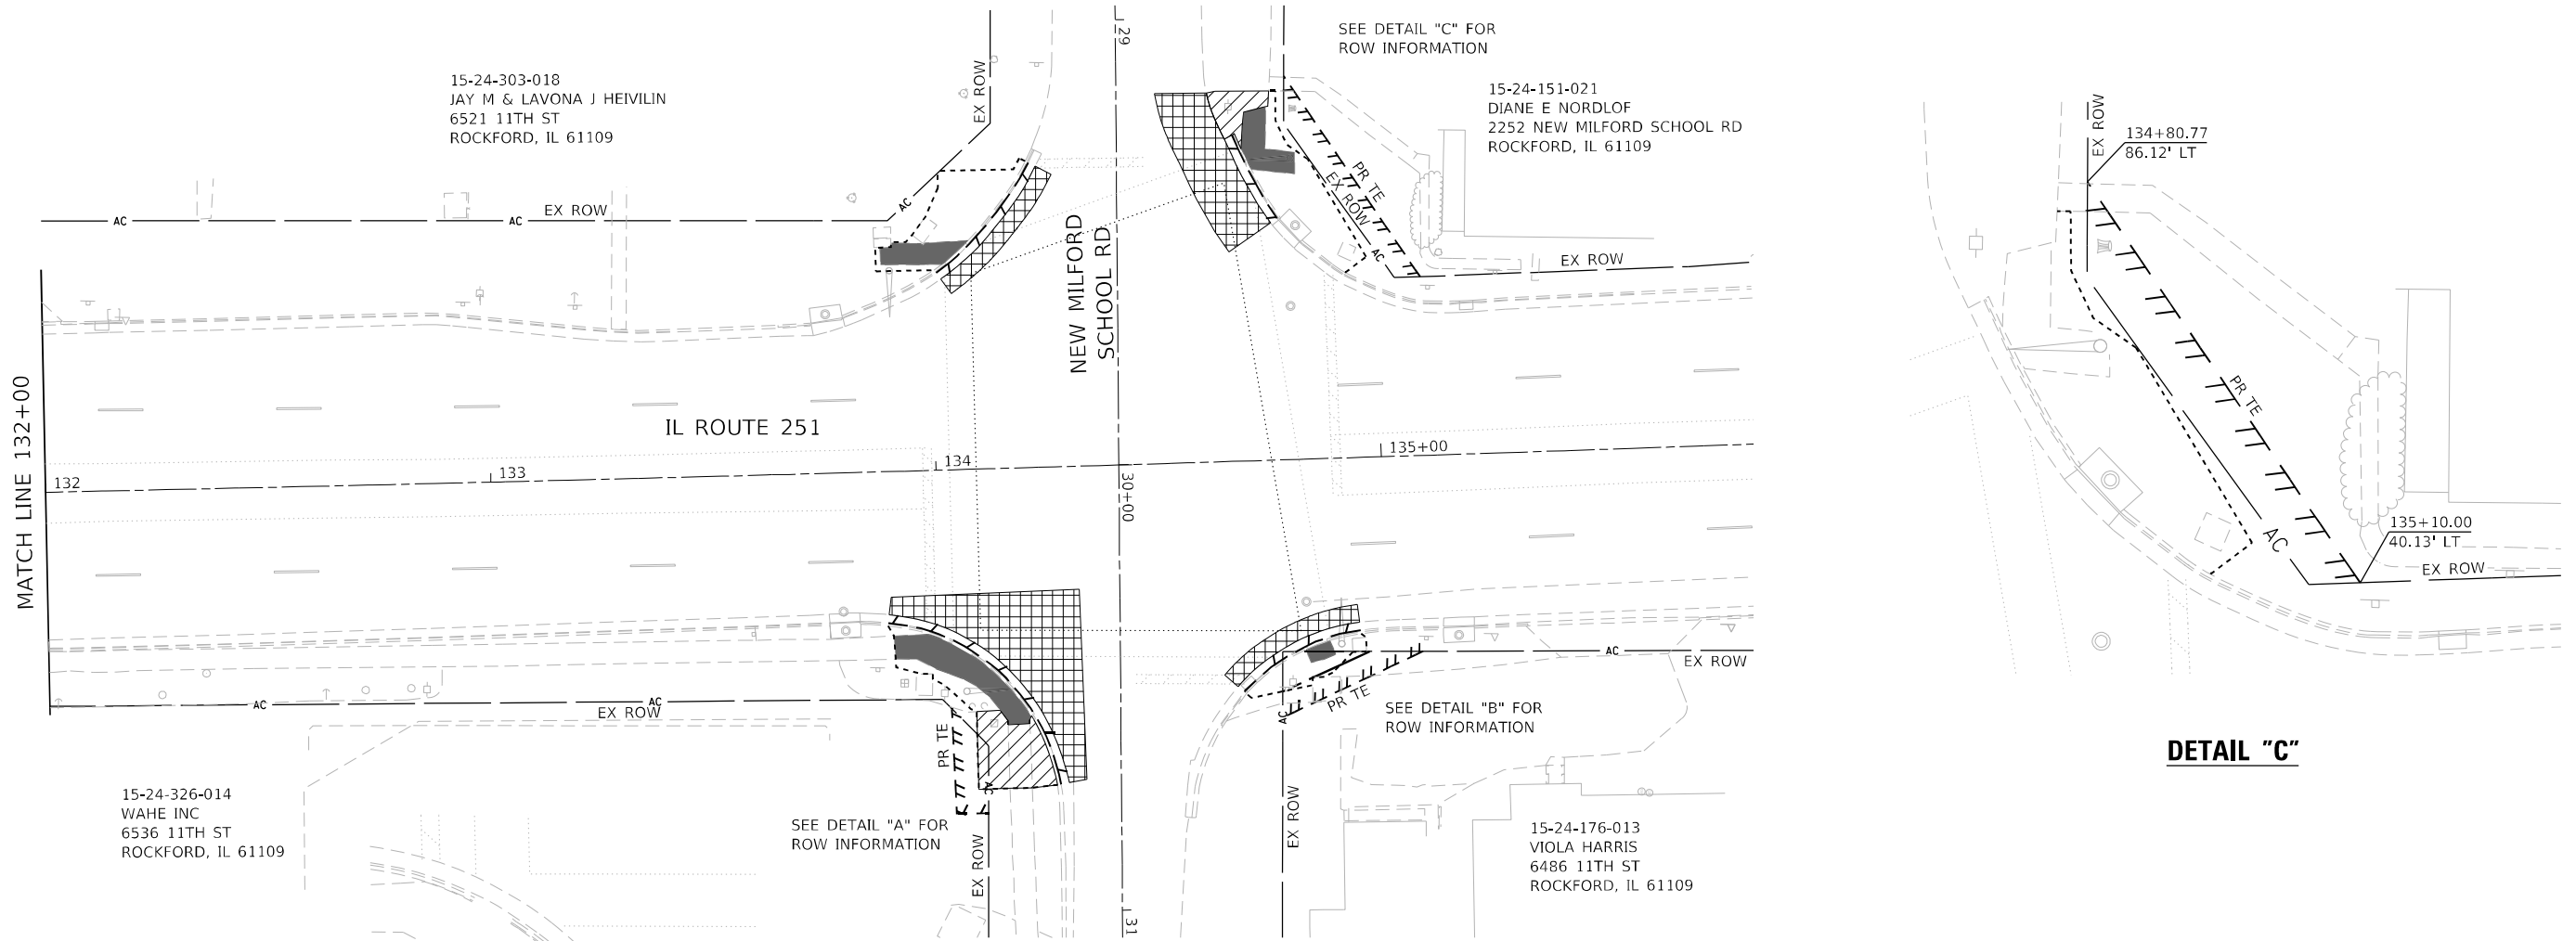 29
SEE DETAIL "C" FOR
ROW INFORMATION
15-24-303-018
JAY M & LAVONA J HEIVILIN
6521 11TH ST
ROCKFORD, IL 61109
EX ROW
15-24-151-021
DIANE E NORDLOF
2252 NEW MILFORD SCHOOL RD
ROCKFORD, IL 61109
EX ROW
134+80.77
86.12' LT
PR TE
EX ROW
AC
AC
AC
EX ROW
AC
EX ROW
NEW MILFORD
SCHOOL RD
PR TE
MATCH LINE 132+00
IL ROUTE 251
132
133
134
135+00
30+00
135+10.00
40.13' LT
AC
EX ROW
AC
EX ROW
AC
EX ROW
AC
PR TE
AC
PR TE
AC
SEE DETAIL "B" FOR
ROW INFORMATION
DETAIL "C"
15-24-326-014
WAHE INC
6536 11TH ST
ROCKFORD, IL 61109
SEE DETAIL "A" FOR
ROW INFORMATION
EX ROW
EX ROW
15-24-176-013
VIOLA HARRIS
6486 11TH ST
ROCKFORD, IL 61109
31